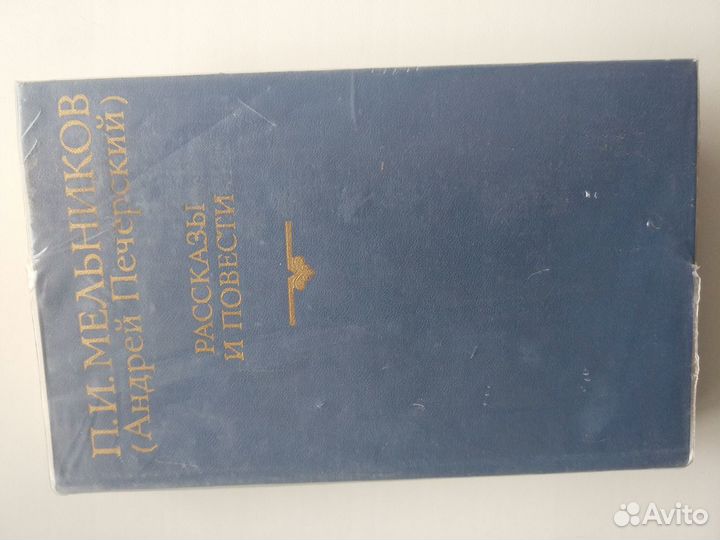 П.И.МЕЛЬНИКОВ
(Андрей Печерский)
РАССКАЗЫ
И ПОВЕСТИ
Avito